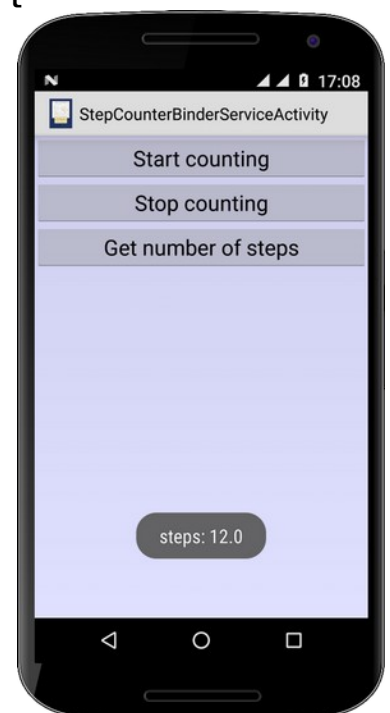 t
17:08
StepCounterBinderServiceActivity
Start counting
Stop counting
Get number of steps
steps: 12.0